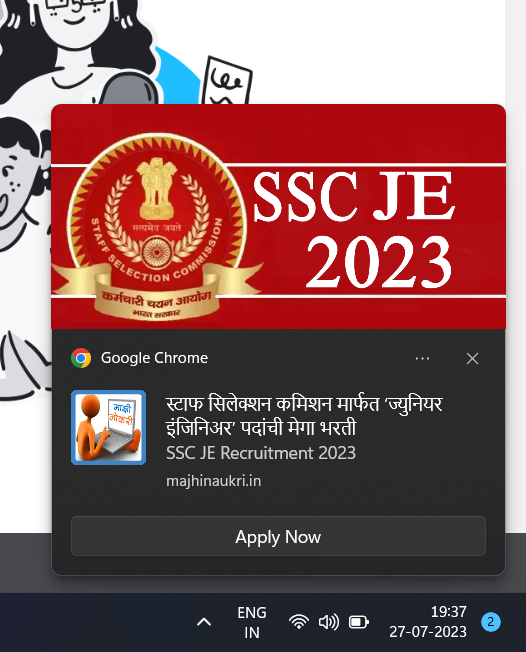 SSC JE
2023
सत्यमेव जयते
STAFF SELECTION COMMISSION
कर्मचारी चयन आयोग
भारत सरकार
Google Chrome
माझी
नोकरी
स्टाफ सिलेक्शन कमिशन मार्फत ‘ज्युनियर
इंजिनिअर’ पदांची मेगा भरती
SSC JE Recruitment 2023
majhinaukri.in
Apply Now
ENG
IN
19:37
27-07-2023
2